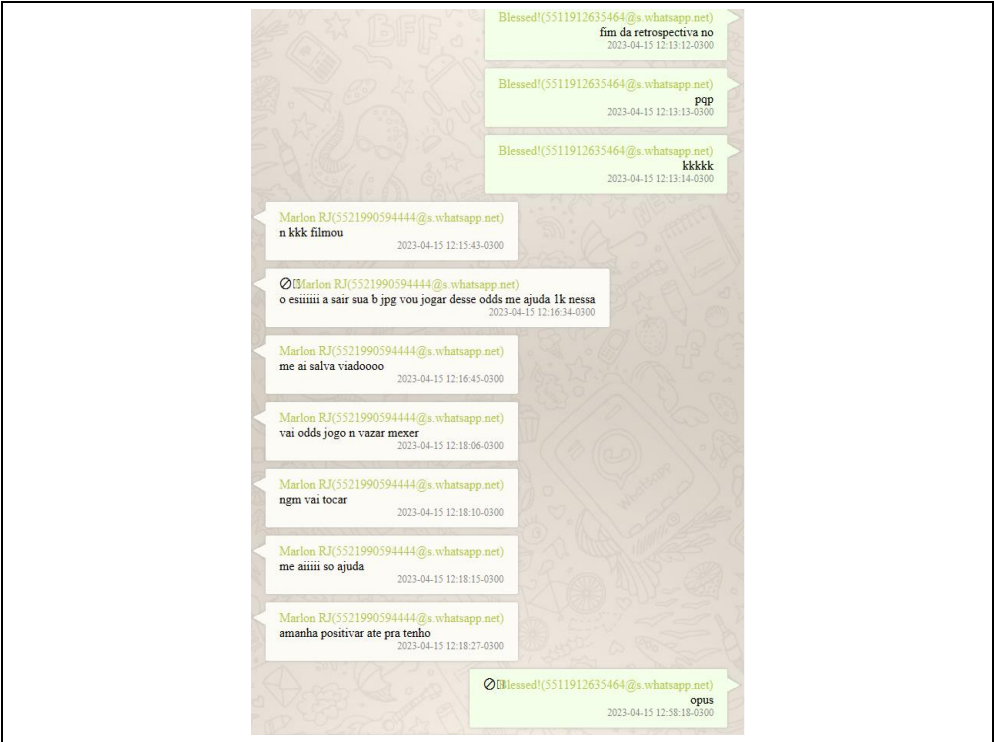 Blessed!(5511912635464@s.whatsapp.net)
fim da retrospectiva no
2023-04-15 12:13:12-0300
Blessed!(5511912635464@s.whatsapp.net)
pqp
2023-04-15 12:13:13-0300
Blessed!(5511912635464@s.whatsapp.net)
kkkkk
2023-04-15 12:13:14-0300
Marlon RJ(5521990594444@s.whatsapp.net)
n kkk filmou
2023-04-15 12:15:43-0300
Marlon RJ(5521990594444@s.whatsapp.net)
o esiiiiii a sair sua b jpg vou jogar desse odds me ajuda 1k nessa
2023-04-15 12:16:34-0300
Marlon RJ(5521990594444@s.whatsapp.net)
me ai salva viadoooo
2023-04-15 12:16:45-0300
Marlon RJ(5521990594444@s.whatsapp.net)
vai odds jogo n vazar mexer
2023-04-15 12:18:06-0300
Marlon RJ(5521990594444@s.whatsapp.net)
ngm vai tocar
2023-04-15 12:18:10-0300
Marlon RJ(5521990594444@s.whatsapp.net)
me aiiiii so ajuda
2023-04-15 12:18:15-0300
Marlon RJ(5521990594444@s.whatsapp.net)
amanha positivar ate pra tenho
2023-04-15 12:18:27-0300
Blessed!(5511912635464@s.whatsapp.net)
opus
2023-04-15 12:58:18-0300